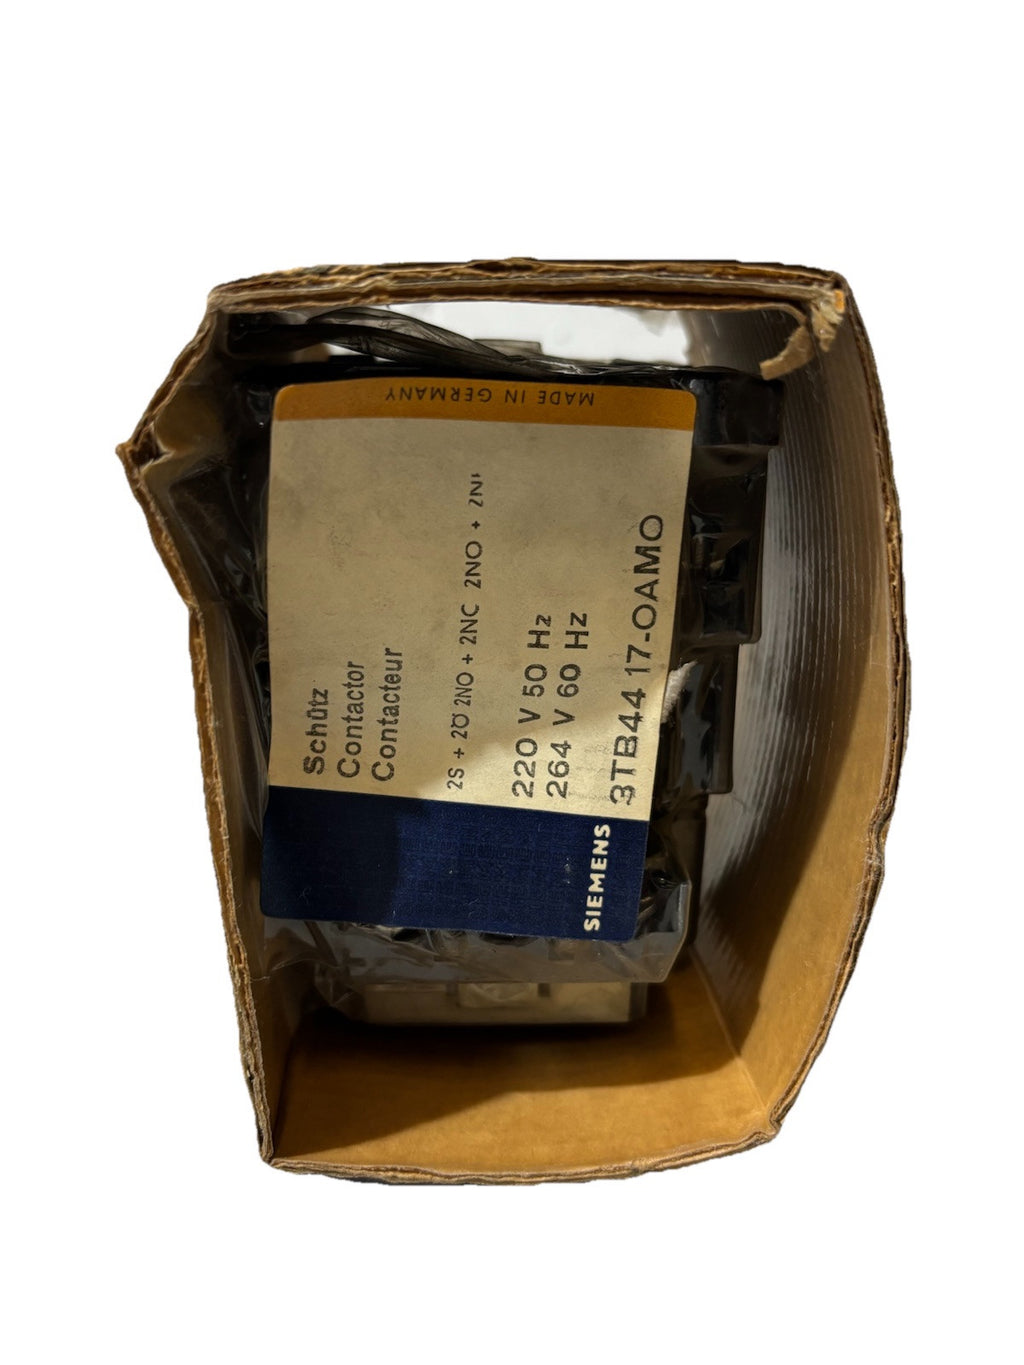 Schütz
Contactor
Contacteur
2S + 2Ö 2NO + 2NC 2NO +
220 V 50 Hz
264 V 60 Hz
3TB44 17-0AM0
SIEMENS
MADE IN GERMANY